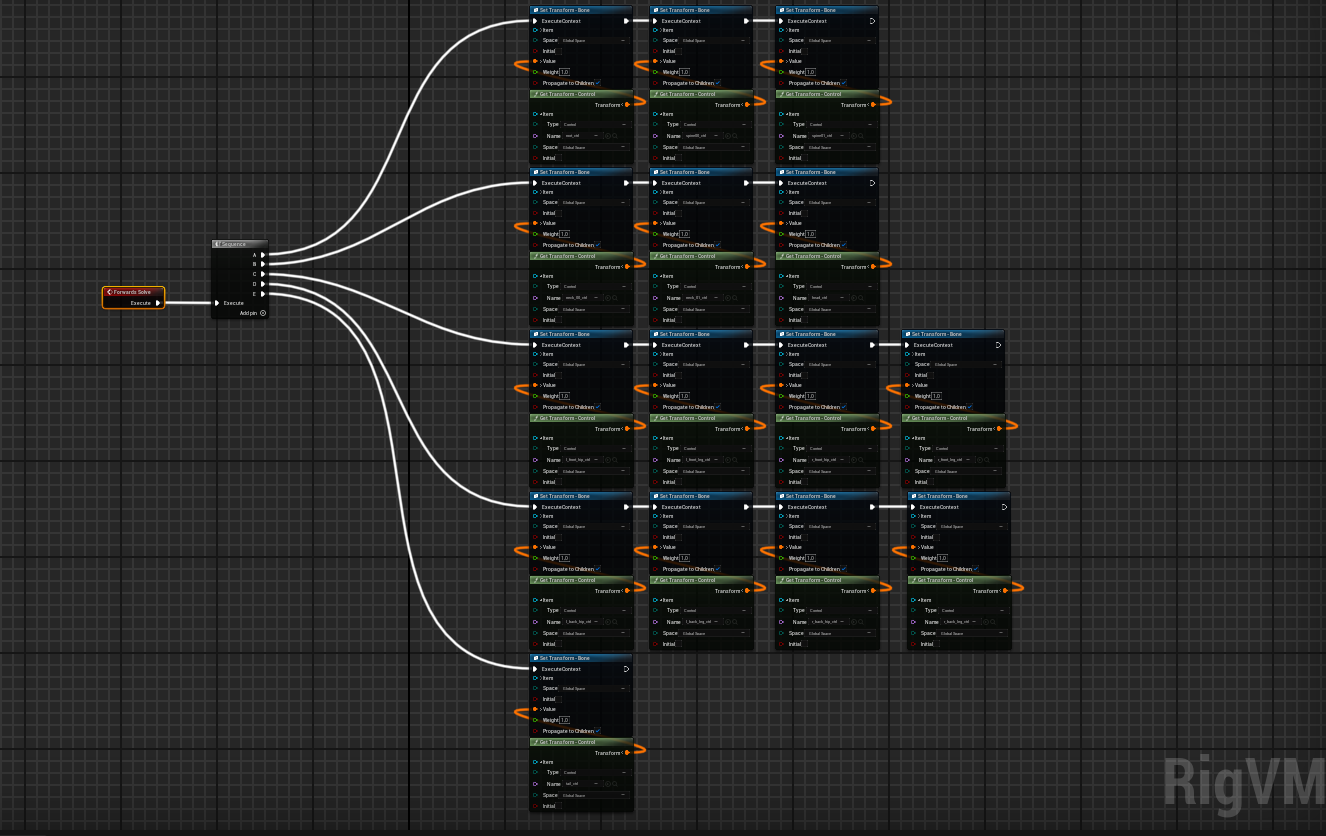 Set Transform - Bone Set Transform - Bone Set Transform - Bone
ExecuteContext ExecuteContext ExecuteContext
Item Item Item
Space Global Space Space Global Space Space Global Space
Initial Initial Initial
Value Value Value
Weight 1.0 Weight 1.0 Weight 1.0
Propagate to Children Propagate to Children Propagate to Children
Get Transform - Control Get Transform - Control Get Transform - Control
Transform Transform Transform
Item Item Item
Type Control Type Control Type Control
Name root_ctrl Name spine00_ctrl Name spine01_ctrl
Space Global Space Space Global Space Space Global Space
Initial Initial Initial
Set Transform - Bone Set Transform - Bone Set Transform - Bone
ExecuteContext ExecuteContext ExecuteContext
Item Item Item
Space Global Space Space Global Space Space Global Space
Initial Initial Initial
Value Value Value
Weight 1.0 Weight 1.0 Weight 1.0
Propagate to Children Propagate to Children Propagate to Children
Sequence
A
B
C
D
E
Execute
Add pin
Forwards Solve
Execute
Get Transform - Control Get Transform - Control Get Transform - Control
Transform Transform Transform
Item Item Item
Type Control Type Control Type Control
Name neck_00_ctrl Name neck_01_ctrl Name head_ctrl
Space Global Space Space Global Space Space Global Space
Initial Initial Initial
Set Transform - Bone Set Transform - Bone Set Transform - Bone Set Transform - Bone
ExecuteContext ExecuteContext ExecuteContext ExecuteContext
Item Item Item Item
Space Global Space Space Global Space Space Global Space Space Global Space
Initial Initial Initial Initial
Value Value Value Value
Weight 1.0 Weight 1.0 Weight 1.0 Weight 1.0
Propagate to Children Propagate to Children Propagate to Children Propagate to Children
Get Transform - Control Get Transform - Control Get Transform - Control Get Transform - Control
Transform Transform Transform Transform
Item Item Item Item
Type Control Type Control Type Control Type Control
Name l_front_hip_ctrl Name l_front_leg_ctrl Name r_front_hip_ctrl Name r_front_leg_ctrl
Space Global Space Space Global Space Space Global Space Space Global Space
Initial Initial Initial Initial
Set Transform - Bone Set Transform - Bone Set Transform - Bone Set Transform - Bone
ExecuteContext ExecuteContext ExecuteContext ExecuteContext
Item Item Item Item
Space Global Space Space Global Space Space Global Space Space Global Space
Initial Initial Initial Initial
Value Value Value Value
Weight 1.0 Weight 1.0 Weight 1.0 Weight 1.0
Propagate to Children Propagate to Children Propagate to Children Propagate to Children
Get Transform - Control Get Transform - Control Get Transform - Control Get Transform - Control
Transform Transform Transform Transform
Item Item Item Item
Type Control Type Control Type Control Type Control
Name l_back_hip_ctrl Name l_back_leg_ctrl Name r_back_hip_ctrl Name r_back_leg_ctrl
Space Global Space Space Global Space Space Global Space Space Global Space
Initial Initial Initial Initial
Set Transform - Bone
ExecuteContext
Item
Space Global Space
Initial
Value
Weight 1.0
Propagate to Children
Get Transform - Control
Transform
Item
Type Control
Name tail_ctrl
Space Global Space
Initial
RigVM